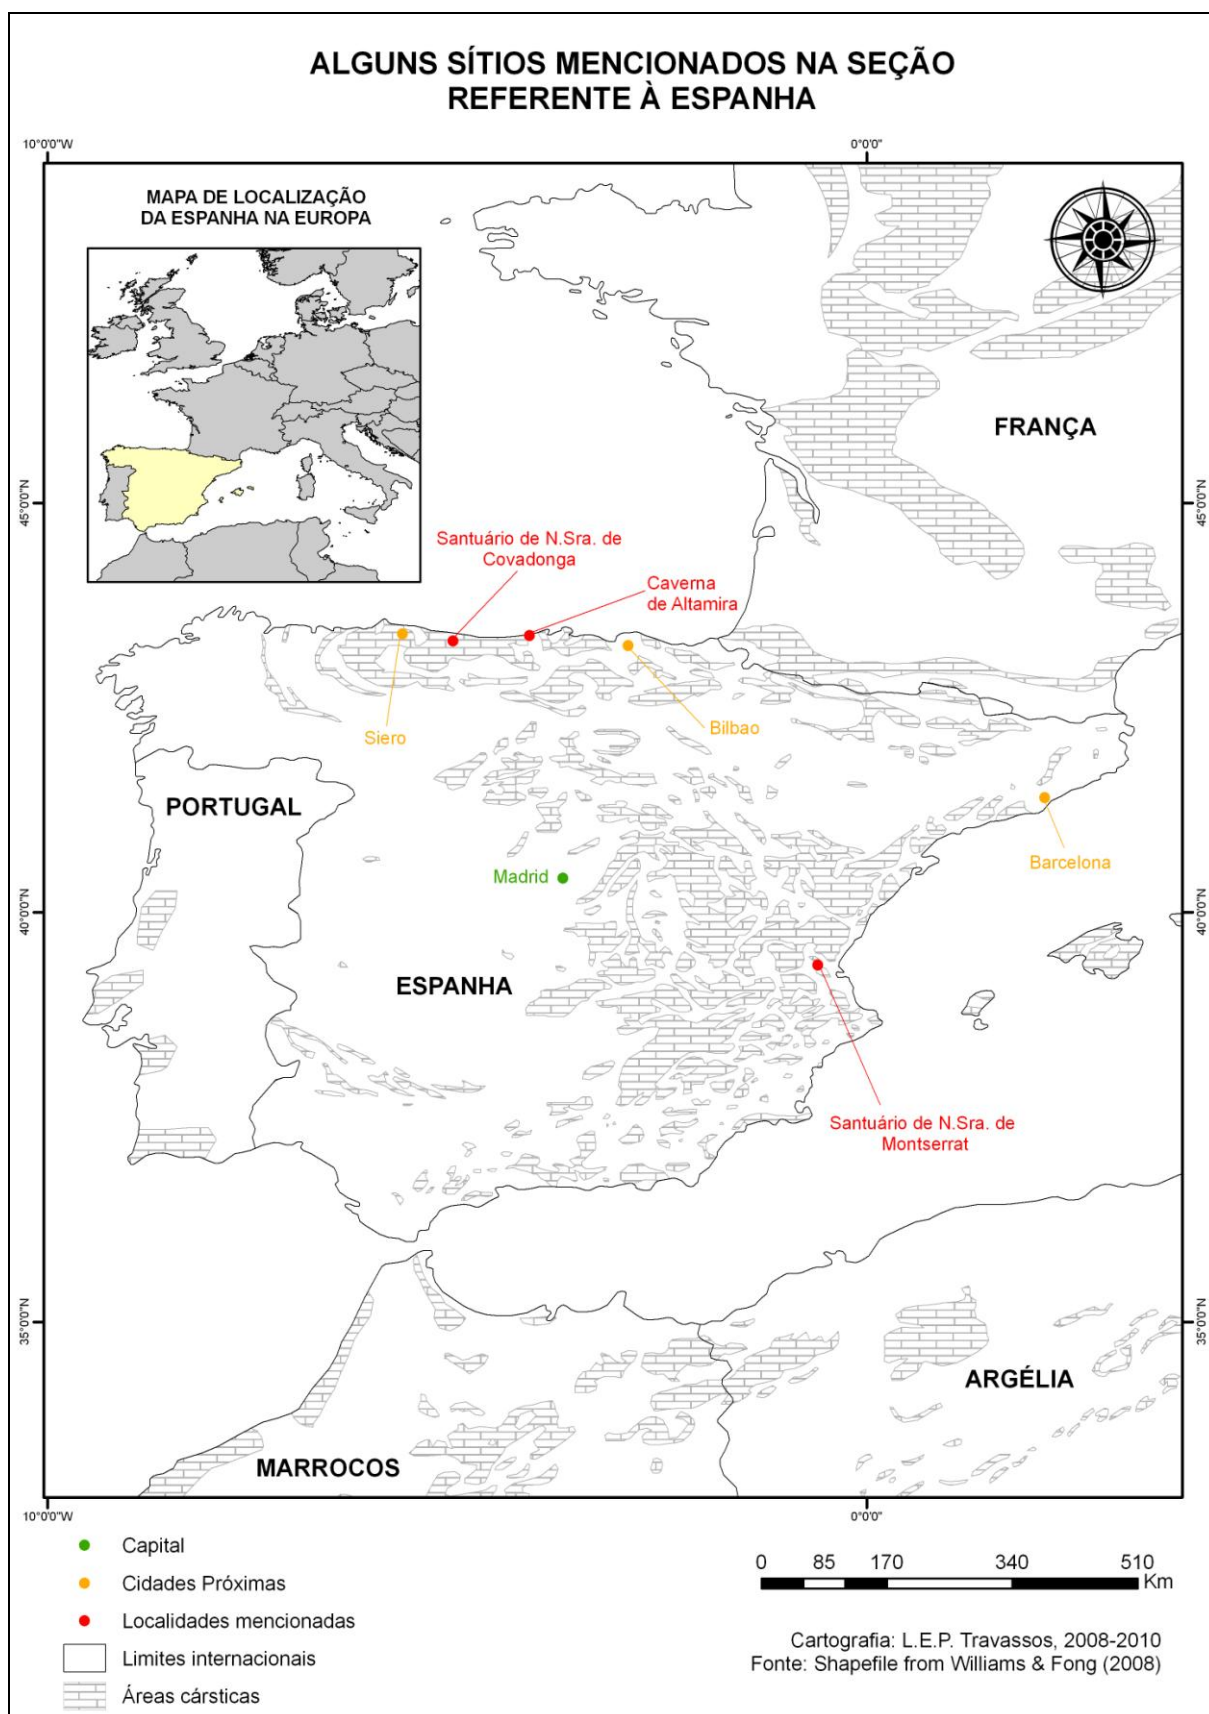 ALGUNS SÍTIOS MENCIONADOS NA SEÇÃO
REFERENTE À ESPANHA
10°0'0"W
0°0'0"
MAPA DE LOCALIZAÇÃO
DA ESPANHA NA EUROPA
FRANÇA
45°0'0"N
45°0'0"N
Santuário de N.Sra. de
Covadonga
Caverna
de Altamira
Siero
Bilbao
PORTUGAL
Barcelona
Madrid
40°0'0"N
40°0'0"N
ESPANHA
Santuário de N.Sra. de
Montserrat
35°0'0"N
35°0'0"N
ARGÉLIA
MARROCOS
10°0'0"W
0°0'0"
Capital
Cidades Próximas
Localidades mencionadas
Limites internacionais
Áreas cársticas
0 85 170 340 510
Km
Cartografia: L.E.P. Travassos, 2008-2010
Fonte: Shapefile from Williams & Fong (2008)